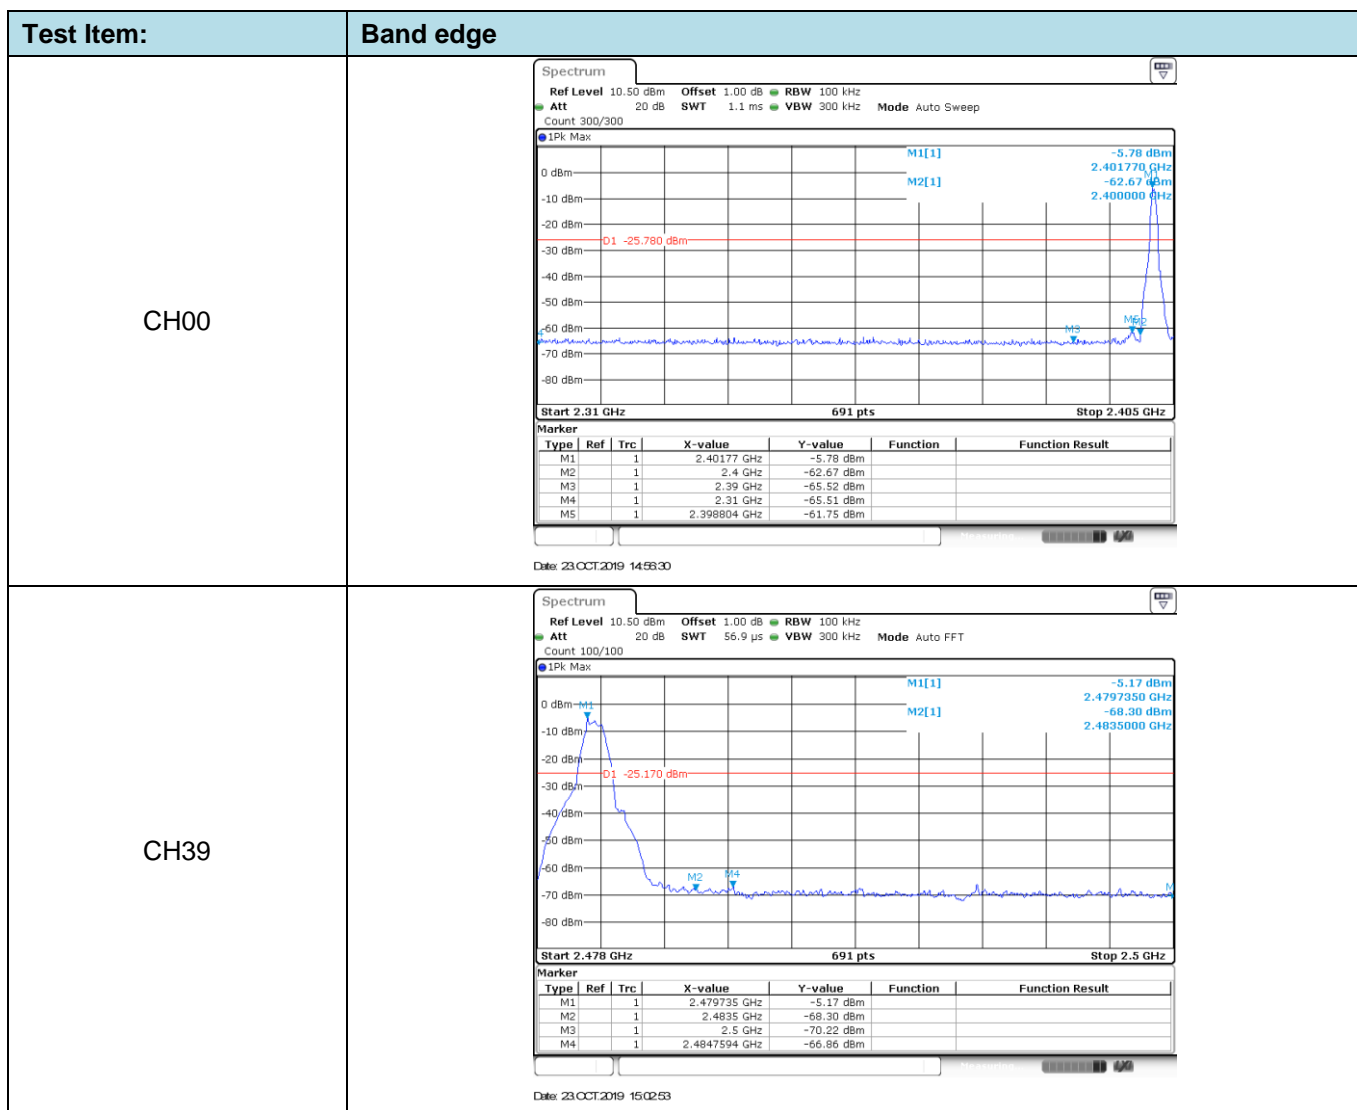 Test Item: Band edge
CH00
Spectrum
Ref Level 10.50 dBm Offset 1.00 dB RBW 100 kHz
Att 20 dB SWT 1.1 ms VBW 300 kHz Mode Auto Sweep
Count 300/300
1Pk Max
M1[1] -5.78 dBm
2.401770 GHz
M2[1] -62.67 dBm
2.400000 GHz
M1
0 dBm
-10 dBm
-20 dBm
D1 -25.780 dBm
-30 dBm
-40 dBm
-50 dBm
-60 dBm
M3 M5 M2
4
-70 dBm
-80 dBm
Start 2.31 GHz 691 pts Stop 2.405 GHz
Marker
Type Ref Trc X-value Y-value Function Function Result
M1 1 2.40177 GHz -5.78 dBm
M2 1 2.4 GHz -62.67 dBm
M3 1 2.39 GHz -65.52 dBm
M4 1 2.31 GHz -65.51 dBm
M5 1 2.398804 GHz -61.75 dBm
Measuring...
Date: 23.OCT.2019 14:56:30
CH39
Spectrum
Ref Level 10.50 dBm Offset 1.00 dB RBW 100 kHz
Att 20 dB SWT 56.9 µs VBW 300 kHz Mode Auto FFT
Count 100/100
1Pk Max
M1[1] -5.17 dBm
2.4797350 GHz
M2[1] -68.30 dBm
2.4835000 GHz
0 dBm M1
-10 dBm
-20 dBm
D1 -25.170 dBm
-30 dBm
-40 dBm
-50 dBm
-60 dBm
M2 M4
M
-70 dBm
-80 dBm
Start 2.478 GHz 691 pts Stop 2.5 GHz
Marker
Type Ref Trc X-value Y-value Function Function Result
M1 1 2.479735 GHz -5.17 dBm
M2 1 2.4835 GHz -68.30 dBm
M3 1 2.5 GHz -70.22 dBm
M4 1 2.4847594 GHz -66.86 dBm
Measuring...
Date: 23.OCT.2019 15:02:53